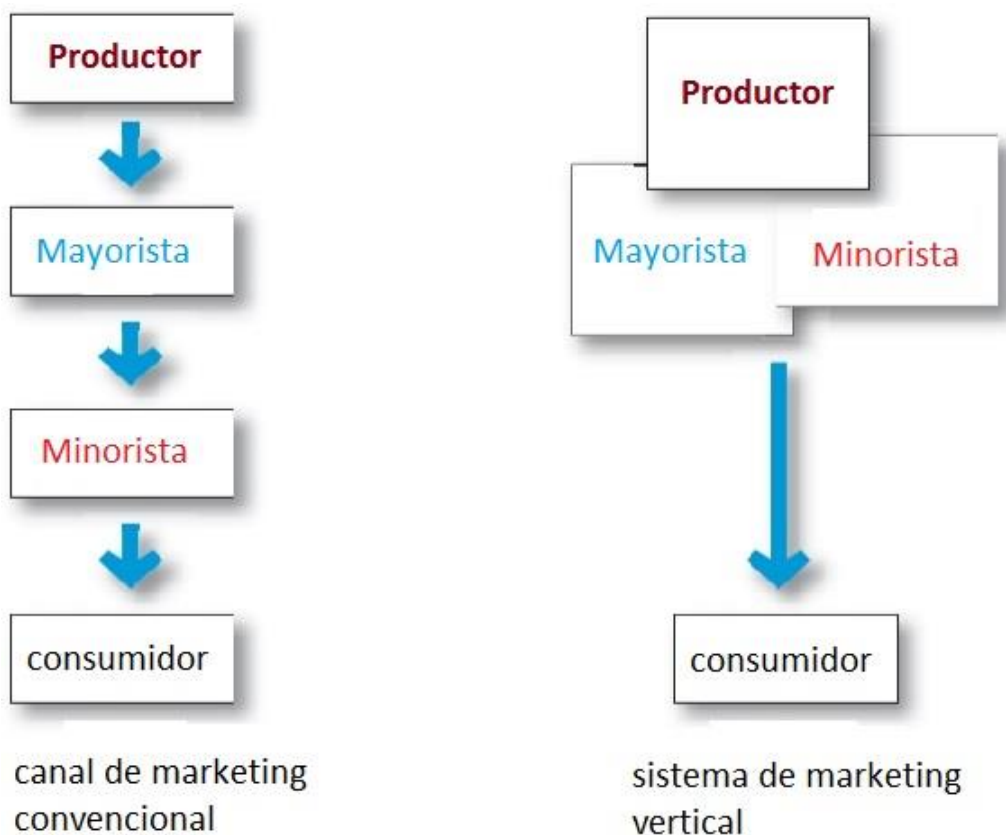 Productor
Mayorista
Minorista
consumidor
canal de marketing
convencional
Productor
Mayorista
Minorista
consumidor
sistema de marketing
vertical